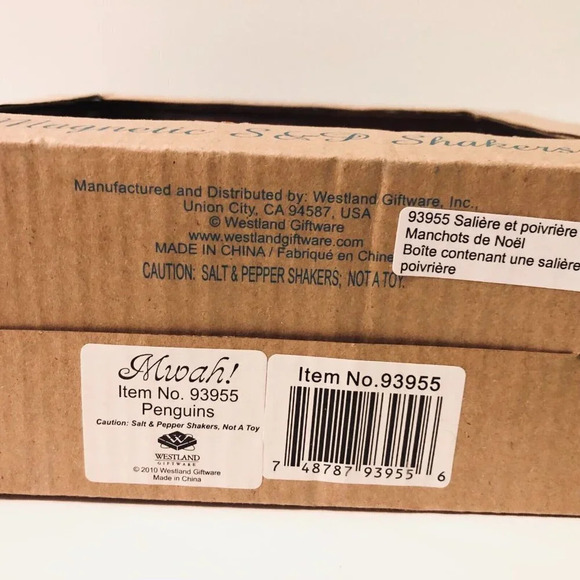 Magnetic S&P Shakers
Manufactured and Distributed by: Westland Giftware, Inc.,
Union City, CA 94587, USA
© Westland Giftware
www.westlandgiftware.com
MADE IN CHINA / Fabriqué en Chine
CAUTION: SALT & PEPPER SHAKERS; NOT A TOY.
93955 Salière et poivrière
Manchots de Noël
Boîte contenant une salière
poivrière
Mwah!
Item No. 93955
Penguins
Caution: Salt & Pepper Shakers, Not A Toy
WESTLAND
GIFTWARE
© 2010 Westland Giftware
Made in China
Item No.93955
7 48787 93955 6